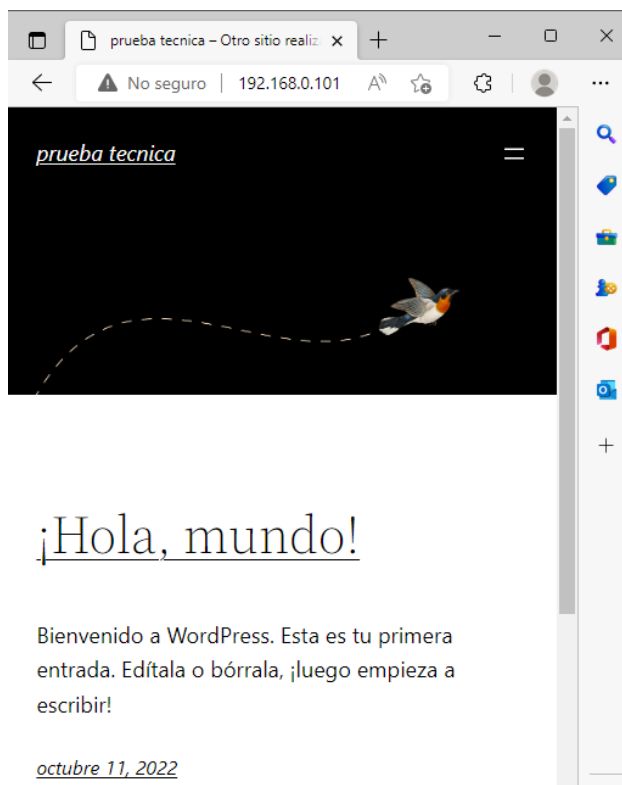 prueba tecnica – Otro sitio realiz
No seguro | 192.168.0.101
prueba tecnica
¡Hola, mundo!
Bienvenido a WordPress. Esta es tu primera
entrada. Edítala o bórrala, ¡luego empieza a
escribir!
octubre 11, 2022